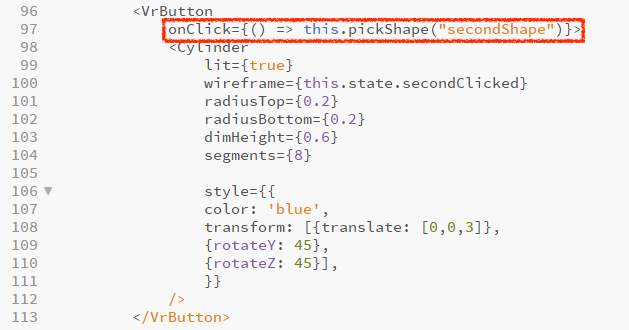 96 <VrButton
97 onClick={() => this.pickShape("secondShape")}>
98 <Cylinder
99 lit={true}
100 wireframe={this.state.secondClicked}
101 radiusTop={0.2}
102 radiusBottom={0.2}
103 dimHeight={0.6}
104 segments={8}
105
106 style={{
107 color: 'blue',
108 transform: [{translate: [0,0,3]},
109 {rotateY: 45},
110 {rotateZ: 45}],
111 }}
112 />
113 </VrButton>